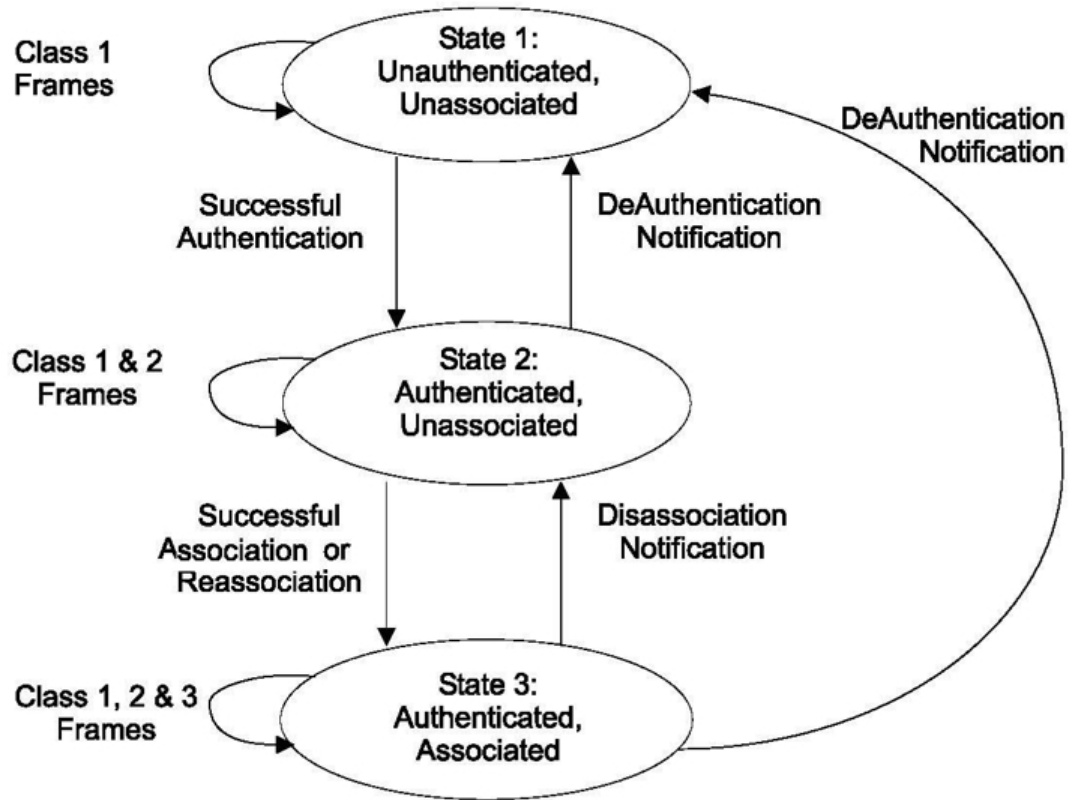 Class 1
Frames
State 1:
Unauthenticated,
Unassociated
DeAuthentication
Notification
Successful
Authentication
DeAuthentication
Notification
Class 1 & 2
Frames
State 2:
Authenticated,
Unassociated
Successful
Association or
Reassociation
Disassociation
Notification
Class 1, 2 & 3
Frames
State 3:
Authenticated,
Associated